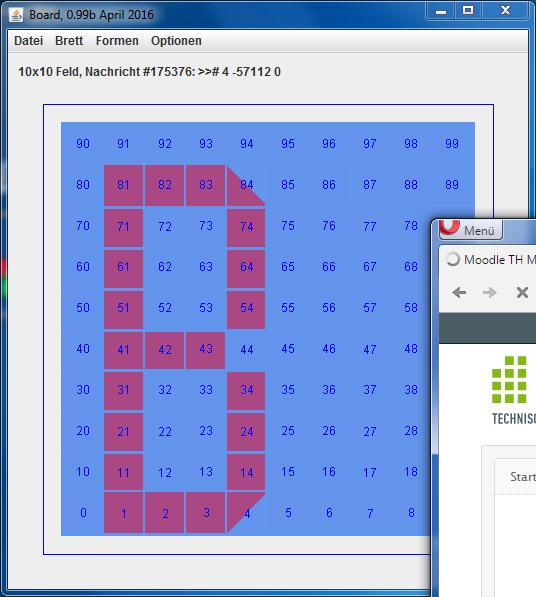 Board, 0.99b April 2016
Datei Brett Formen Optionen
10x10 Feld, Nachricht #175376: >># 4 -57112 0
90 91 92 93 94 95 96 97 98 99
80 81 82 83 84 85 86 87 88 89
70 71 72 73 74 75 76 77 78
60 61 62 63 64 65 66 67 68
50 51 52 53 54 55 56 57 58
40 41 42 43 44 45 46 47 48
30 31 32 33 34 35 36 37 38
20 21 22 23 24 25 26 27 28
10 11 12 13 14 15 16 17 18
0 1 2 3 4 5 6 7 8
Menü
Moodle TH M
TECHNISC
Start